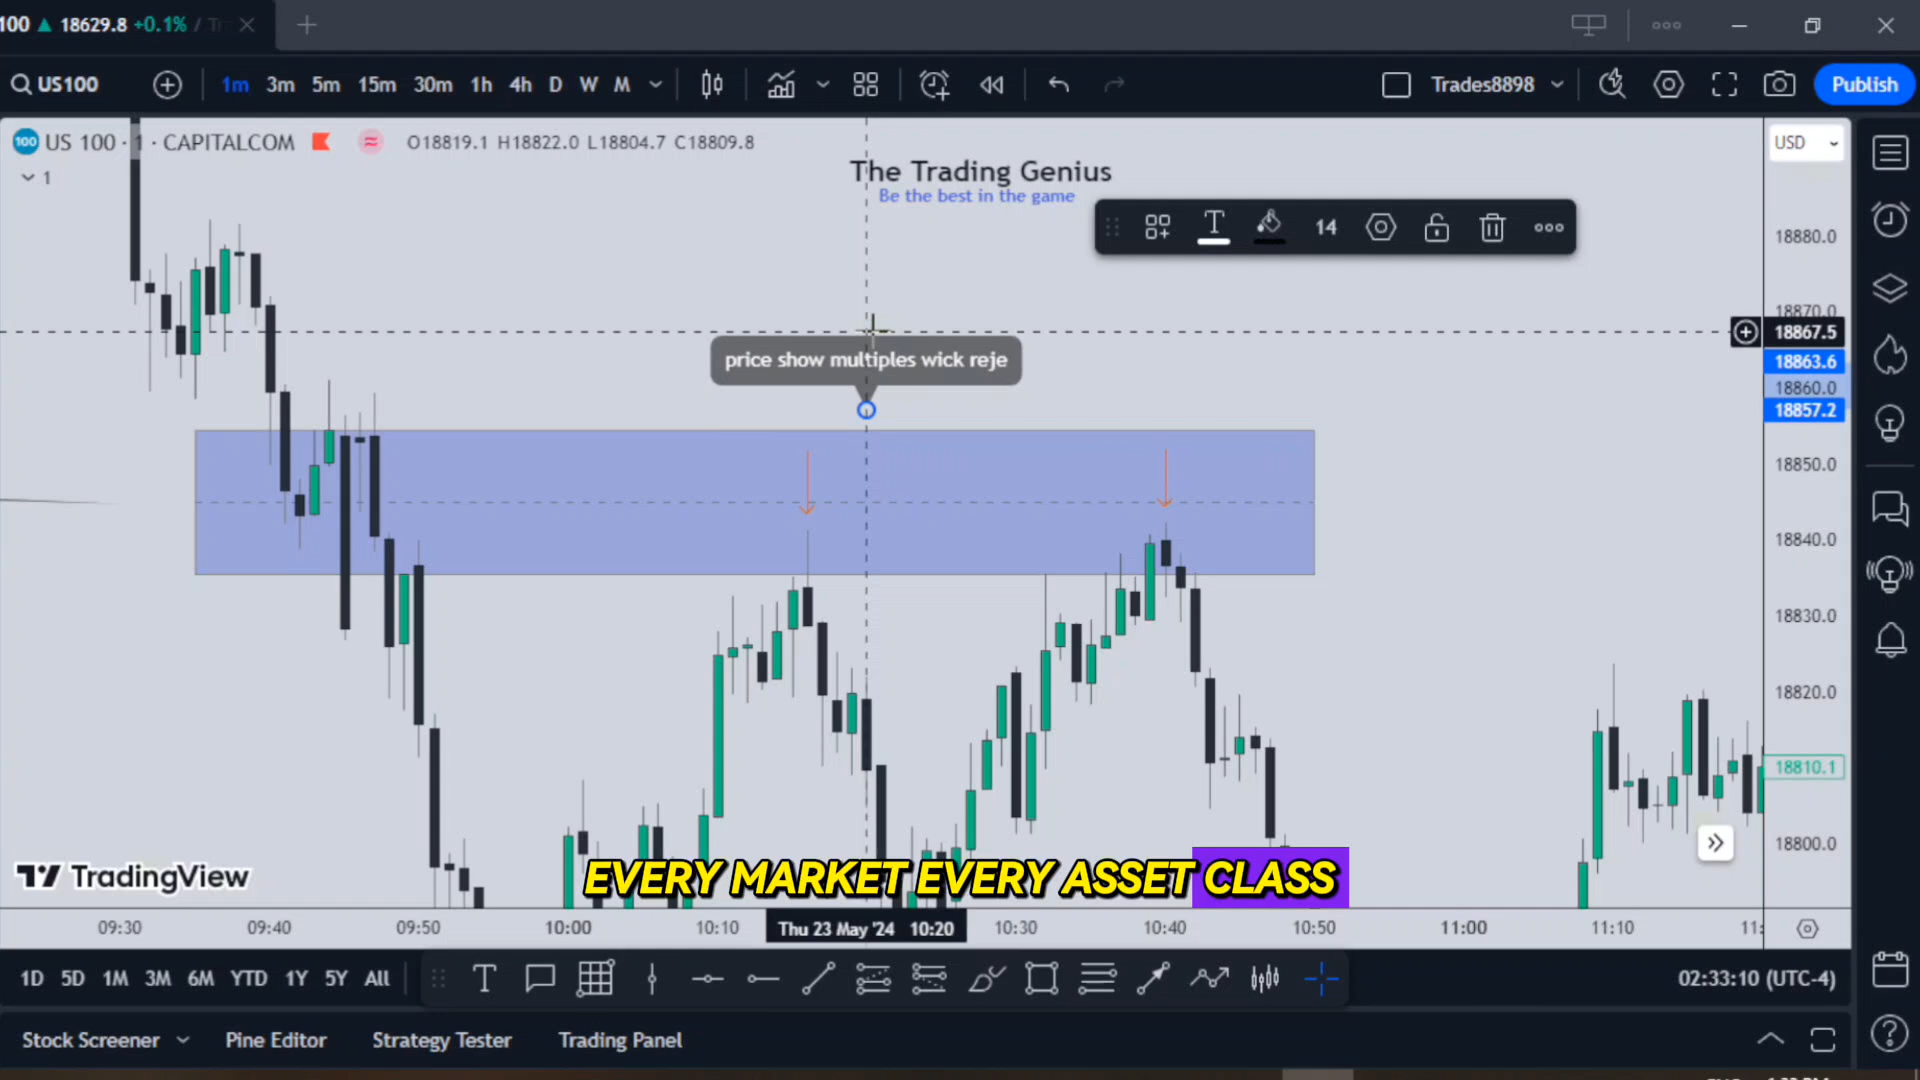 100 ▲ 18629.8 +0.1% /
US100 1m 3m 5m 15m 30m 1h 4h D W M Trades8898 Publish
100 US 100 · 1 · CAPITALCOM O18819.1 H18822.0 L18804.7 C18809.8
USD
1
The Trading Genius
Be the best in the game
T 14
18880.0
18870.0
18867.5
price show multiples wick reje
18863.6
18860.0
18857.2
18850.0
18840.0
18830.0
18820.0
18810.1
18800.0
TradingView
EVERY MARKET EVERY ASSET CLASS
09:30 09:40 09:50 10:00 10:10 Thu 23 May '24 10:20 10:30 10:40 10:50 11:00 11:10 11:
1D 5D 1M 3M 6M YTD 1Y 5Y All T 02:33:10 (UTC-4)
Stock Screener Pine Editor Strategy Tester Trading Panel